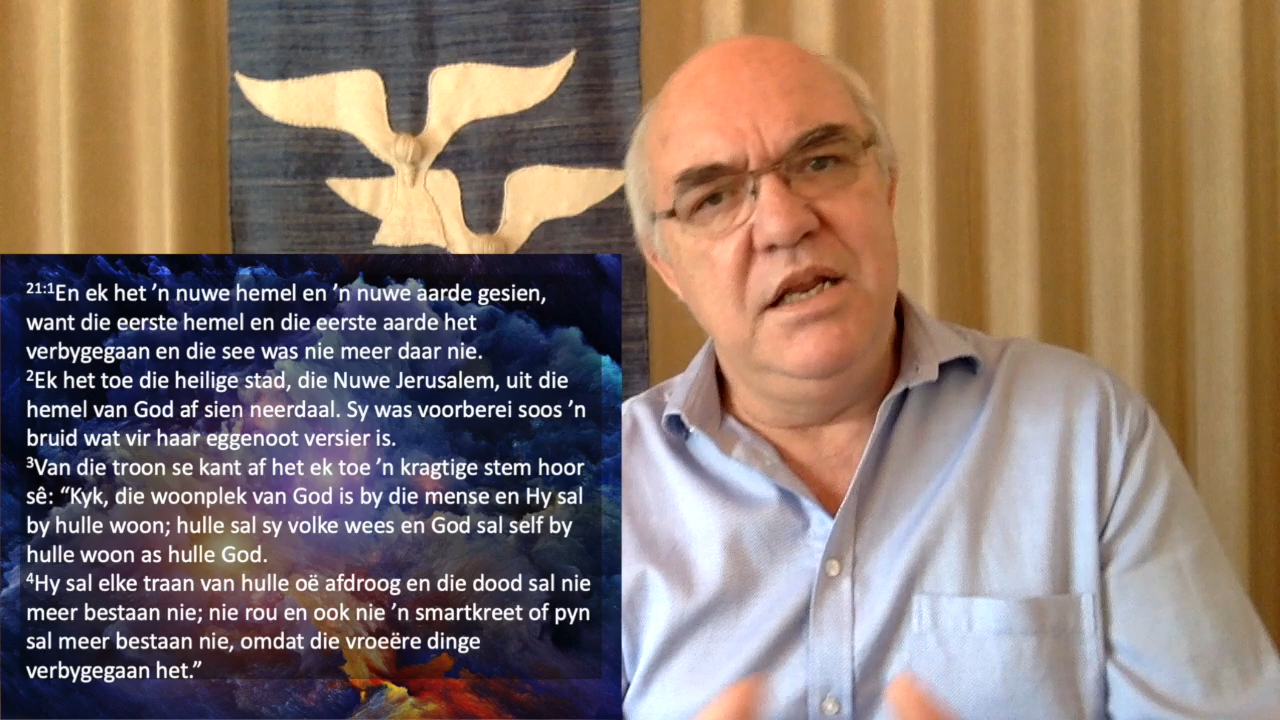 21:1En ek het ’n nuwe hemel en ’n nuwe aarde gesien,
want die eerste hemel en die eerste aarde het
verbygegaan en die see was nie meer daar nie.
2Ek het toe die heilige stad, die Nuwe Jerusalem, uit die
hemel van God af sien neerdaal. Sy was voorberei soos ’n
bruid wat vir haar eggenoot versier is.
3Van die troon se kant af het ek toe ’n kragtige stem hoor
sê: “Kyk, die woonplek van God is by die mense en Hy sal
by hulle woon; hulle sal sy volke wees en God sal self by
hulle woon as hulle God.
4Hy sal elke traan van hulle oë afdroog en die dood sal nie
meer bestaan nie; nie rou en ook nie ’n smartkreet of pyn
sal meer bestaan nie, omdat die vroeëre dinge
verbygegaan het.”